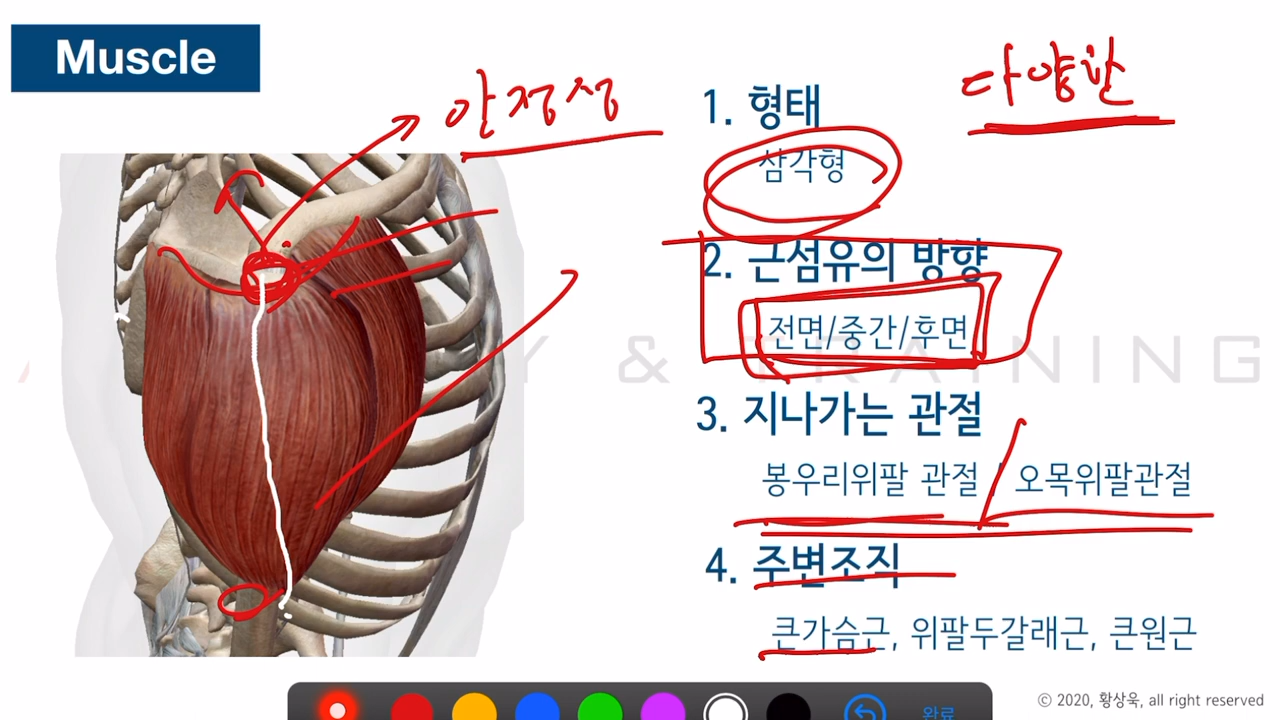 Muscle
안정성
다양한
1. 형태
삼각형
2. 근섬유의 방향
전면/중간/후면
Y & TRAINING
3. 지나가는 관절
봉우리위팔 관절 / 오목위팔관절
4. 주변조직
큰가슴근, 위팔두갈래근, 큰원근
완료
© 2020, 황상욱, all right reserved